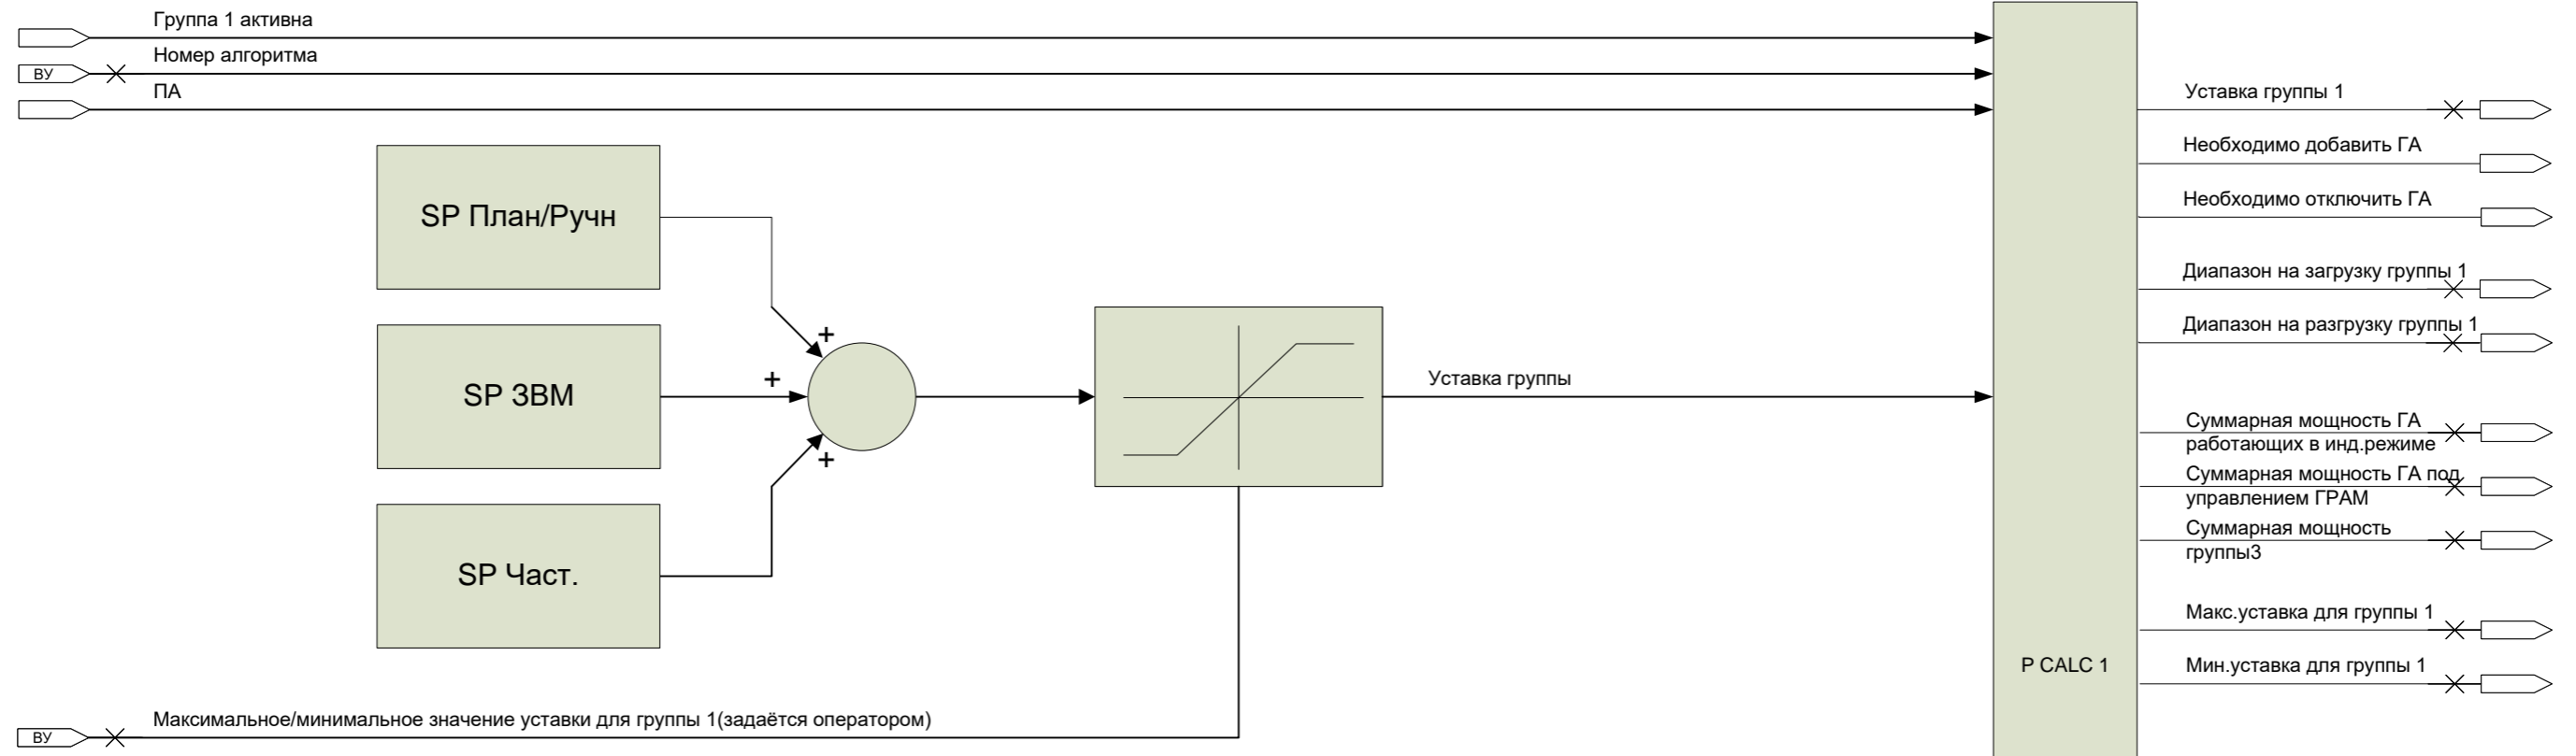 Группа 1 активна
ВУ
Номер алгоритма
ПА
SP План/Ручн
+
SP ЗВМ
+
SP Част.
+
Уставка группы
ВУ
Максимальное/минимальное значение уставки для группы 1(задаётся оператором)
P CALC 1
Уставка группы 1
Необходимо добавить ГА
Необходимо отключить ГА
Диапазон на загрузку группы 1
Диапазон на разгрузку группы 1
Суммарная мощность ГА
работающих в инд.режиме
Суммарная мощность ГА под
управлением ГРАМ
Суммарная мощность
группы3
Макс.уставка для группы 1
Мин.уставка для группы 1